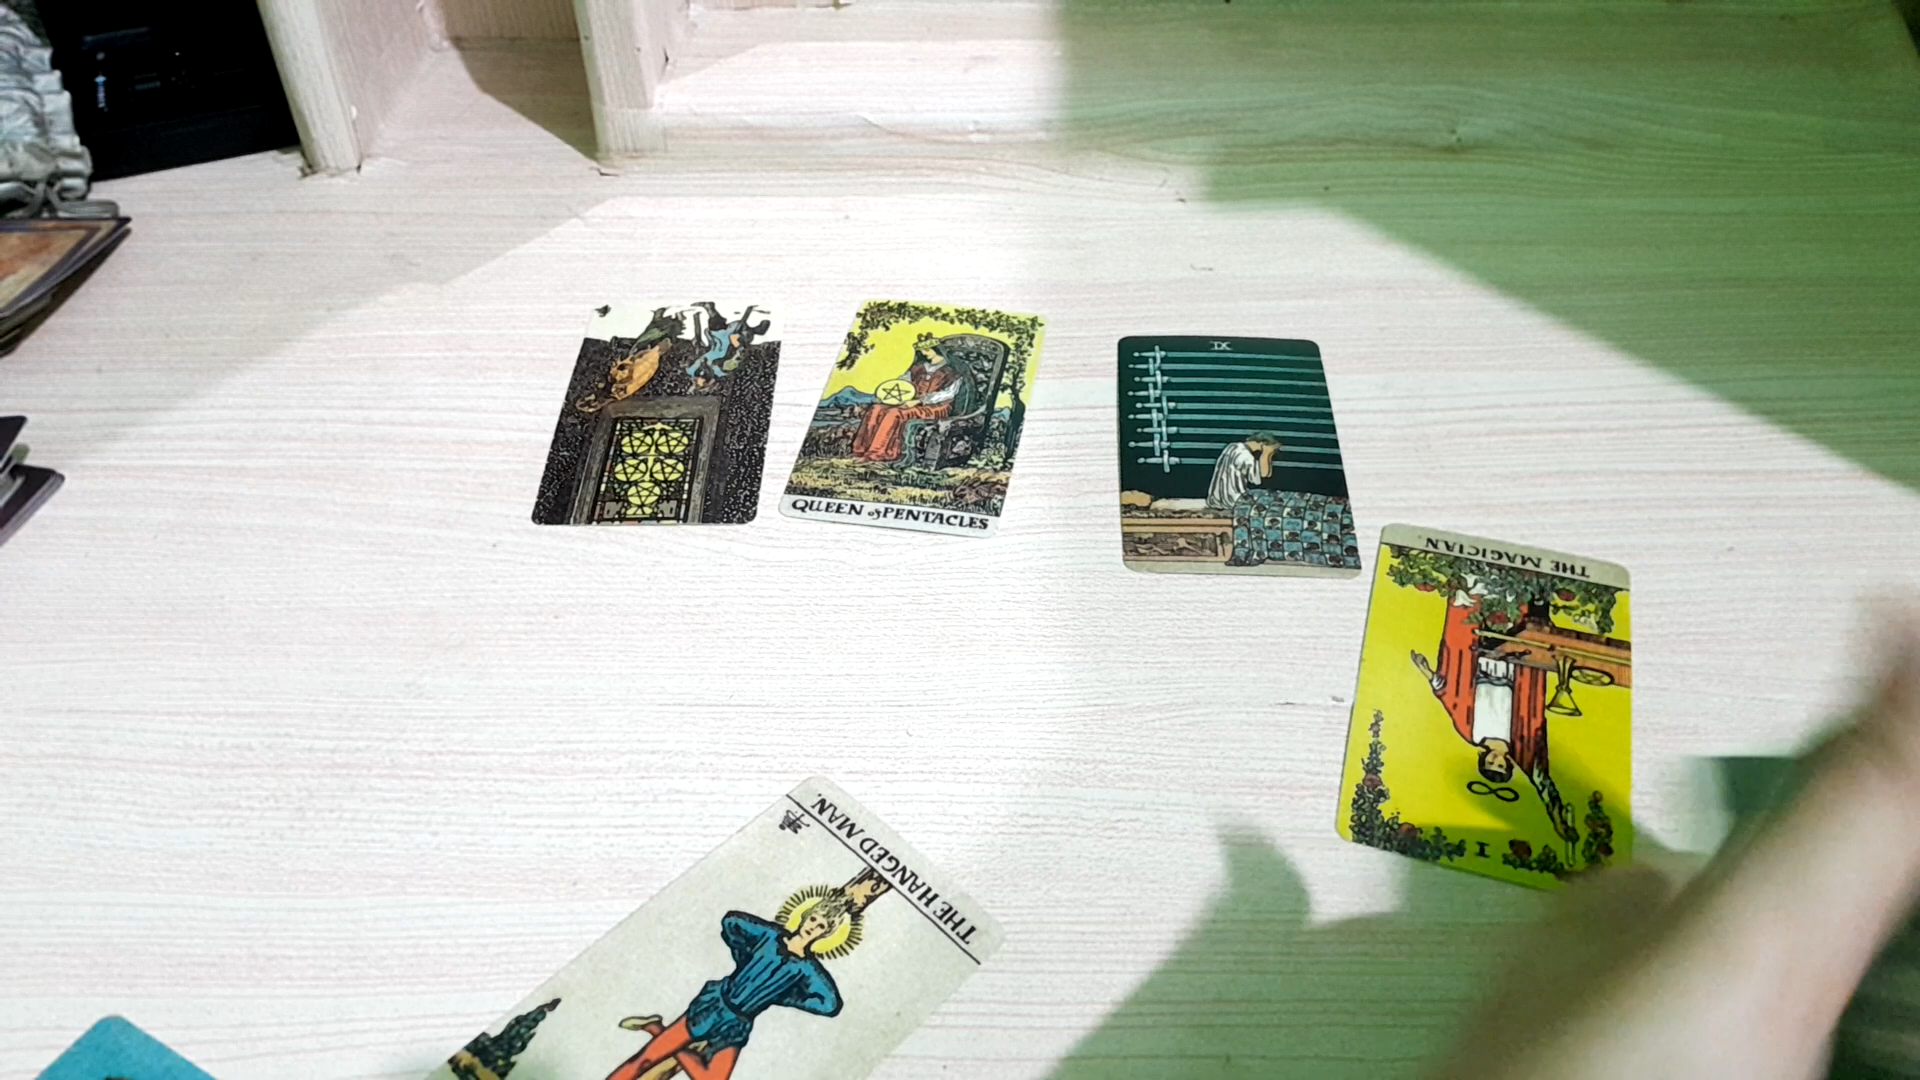 QUEEN of PENTACLES
IX
THE MAGICIAN
I
THE HANGED MAN.